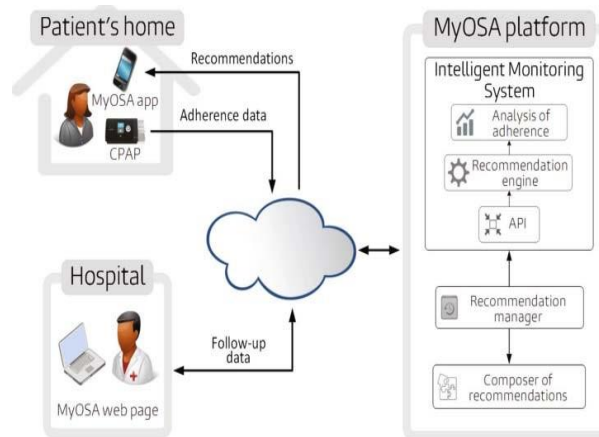 Patient's home
MyOSA app
CPAP
Recommendations
Adherence data
Hospital
MyOSA web page
Follow-up
data
MyOSA platform
Intelligent Monitoring
System
Analysis of
adherence
Recommendation
engine
API
Recommendation
manager
Composer of
recommendations